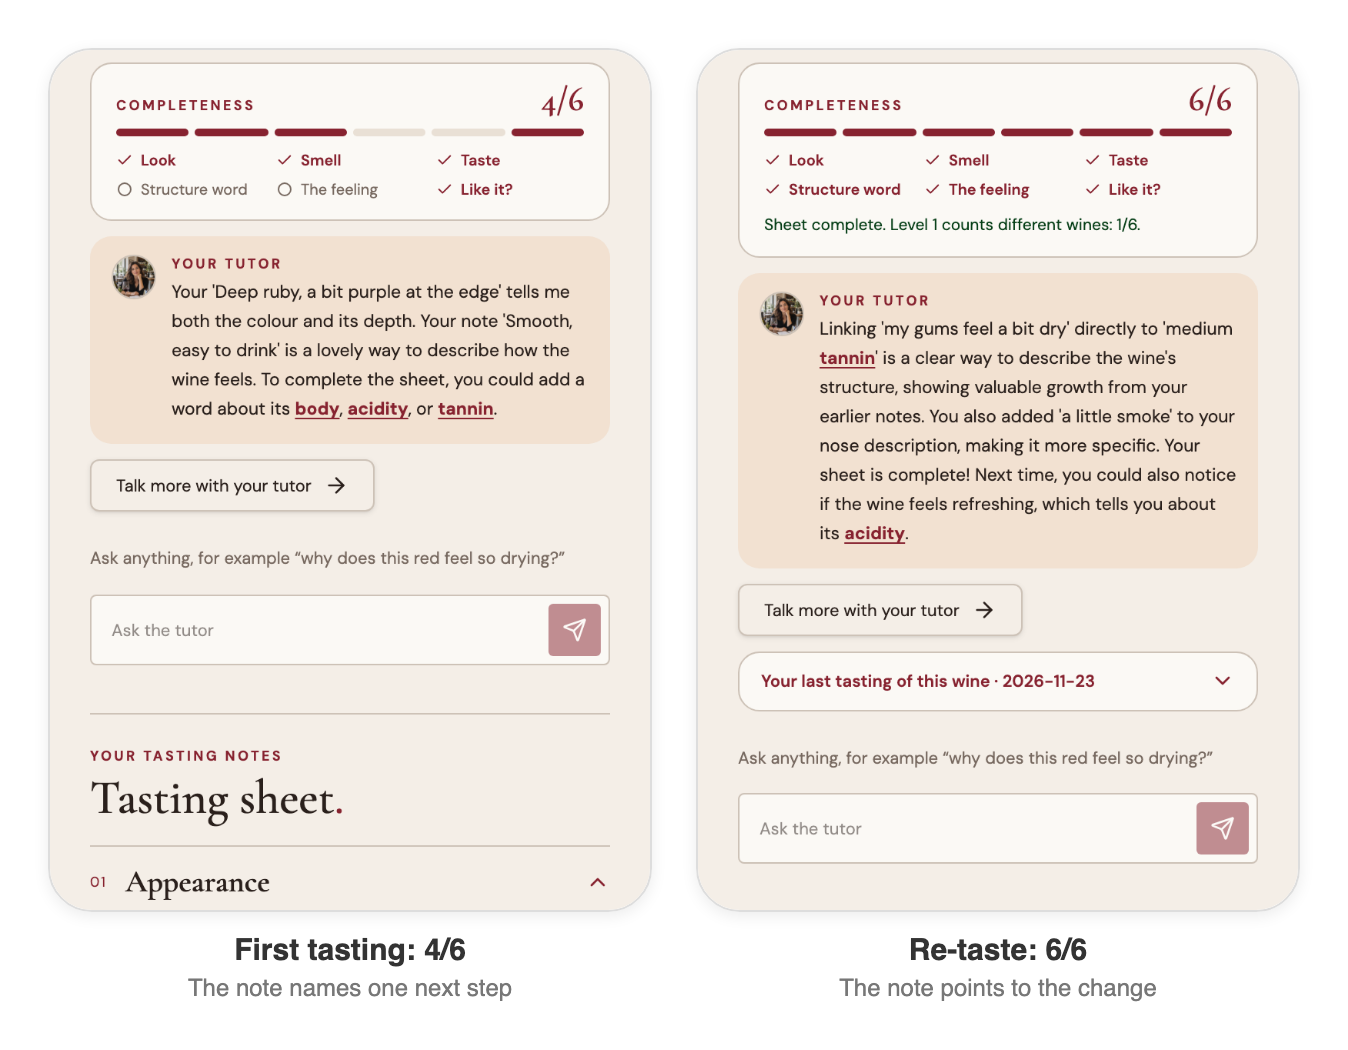 COMPLETENESS
4/6
Look
Smell
Taste
Structure word
The feeling
Like it?
YOUR TUTOR
Your 'Deep ruby, a bit purple at the edge' tells me
both the colour and its depth. Your note 'Smooth,
easy to drink' is a lovely way to describe how the
wine feels. To complete the sheet, you could add a
word about its body, acidity, or tannin.
Talk more with your tutor
Ask anything, for example “why does this red feel so drying?”
Ask the tutor
YOUR TASTING NOTES
Tasting sheet.
01 Appearance
First tasting: 4/6
The note names one next step
COMPLETENESS
6/6
Look
Smell
Taste
Structure word
The feeling
Like it?
Sheet complete. Level 1 counts different wines: 1/6.
YOUR TUTOR
Linking 'my gums feel a bit dry' directly to 'medium
tannin' is a clear way to describe the wine's
structure, showing valuable growth from your
earlier notes. You also added 'a little smoke' to your
nose description, making it more specific. Your
sheet is complete! Next time, you could also notice
if the wine feels refreshing, which tells you about
its acidity.
Talk more with your tutor
Your last tasting of this wine · 2026-11-23
Ask anything, for example “why does this red feel so drying?”
Ask the tutor
Re-taste: 6/6
The note points to the change